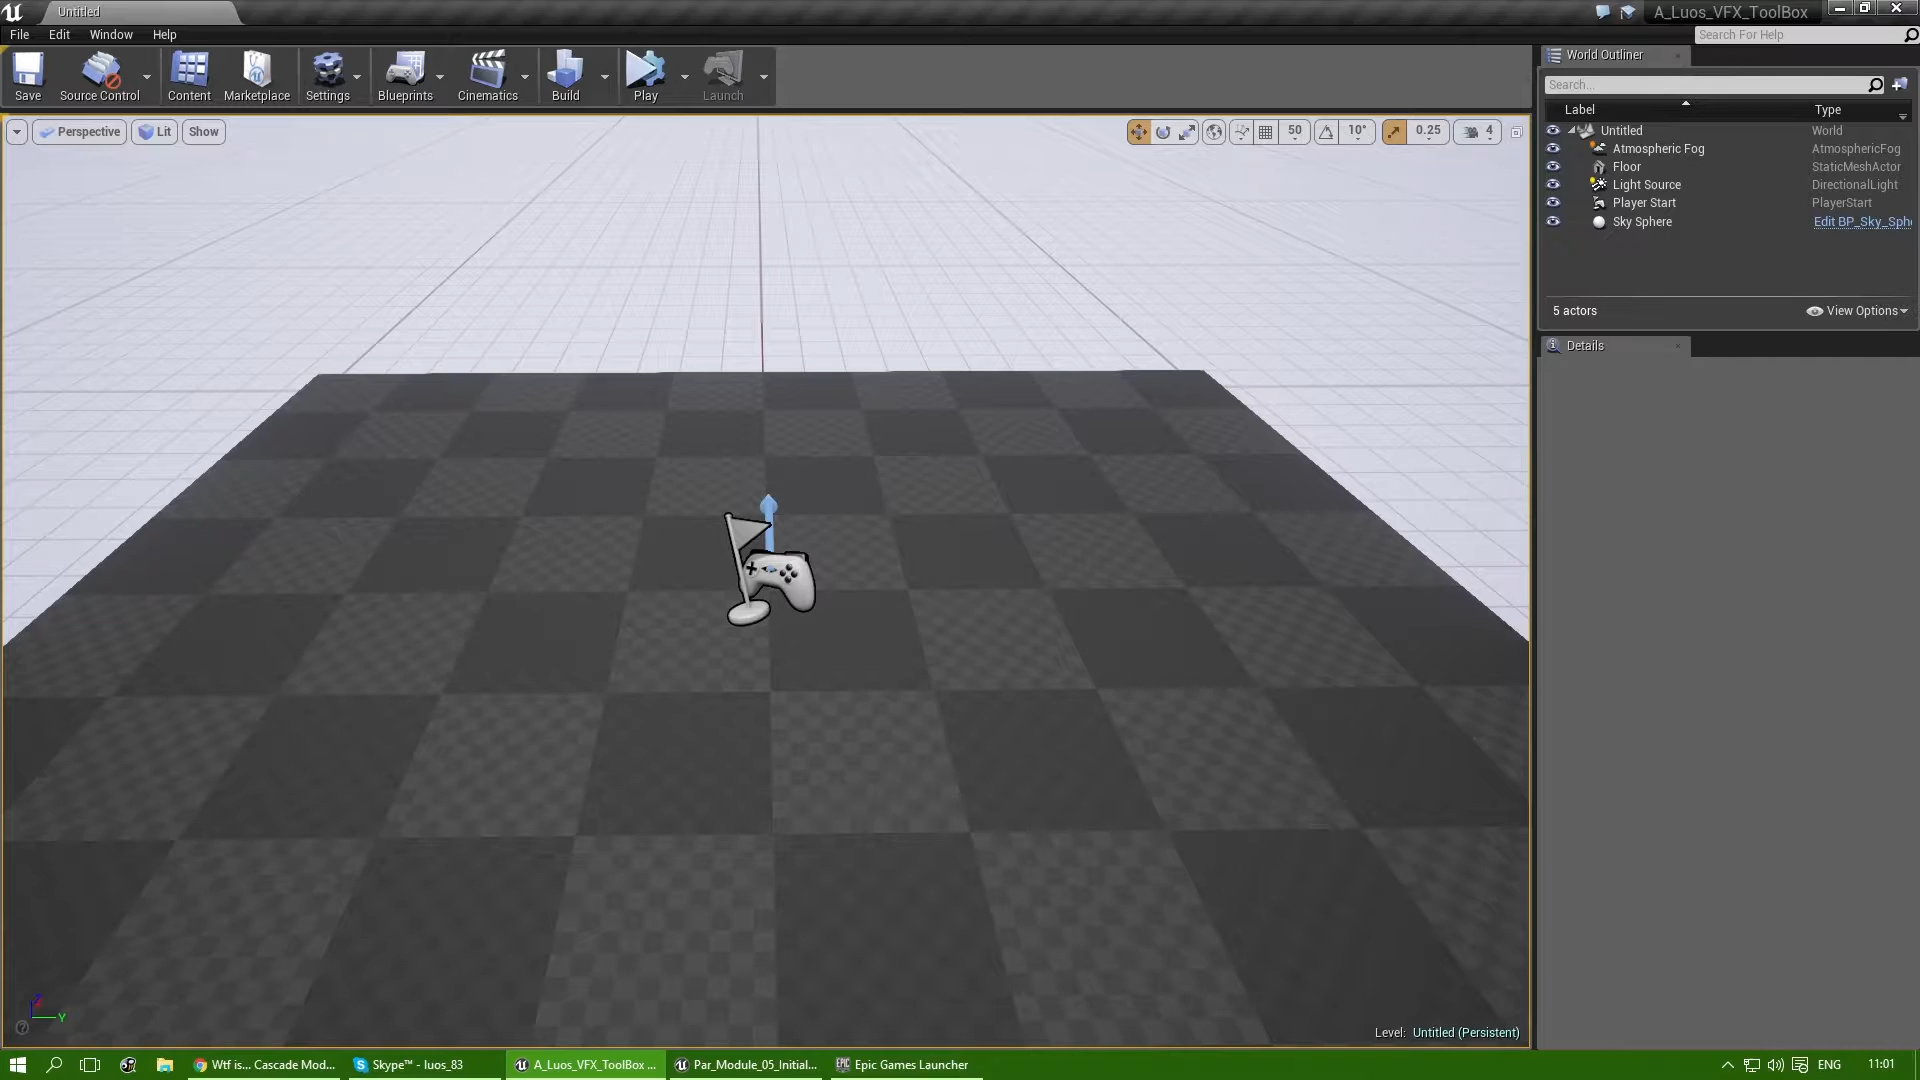 Untitled
A_Luos_VFX_ToolBox
File Edit Window Help
Search For Help
Save Source Control Content Marketplace Settings Blueprints Cinematics Build Play Launch
World Outliner
Search...
Label Type
Perspective Lit Show
50 10° 0.25 4
Untitled World
Atmospheric Fog AtmosphericFog
Floor StaticMeshActor
Light Source DirectionalLight
Player Start PlayerStart
Sky Sphere Edit BP_Sky_Sph
5 actors View Options
Details
Y
Level: Untitled (Persistent)
Wtf is... Cascade Mod... Skype™ - luos_83 A_Luos_VFX_ToolBox ... Par_Module_05_Initial... Epic Games Launcher ENG 11:01